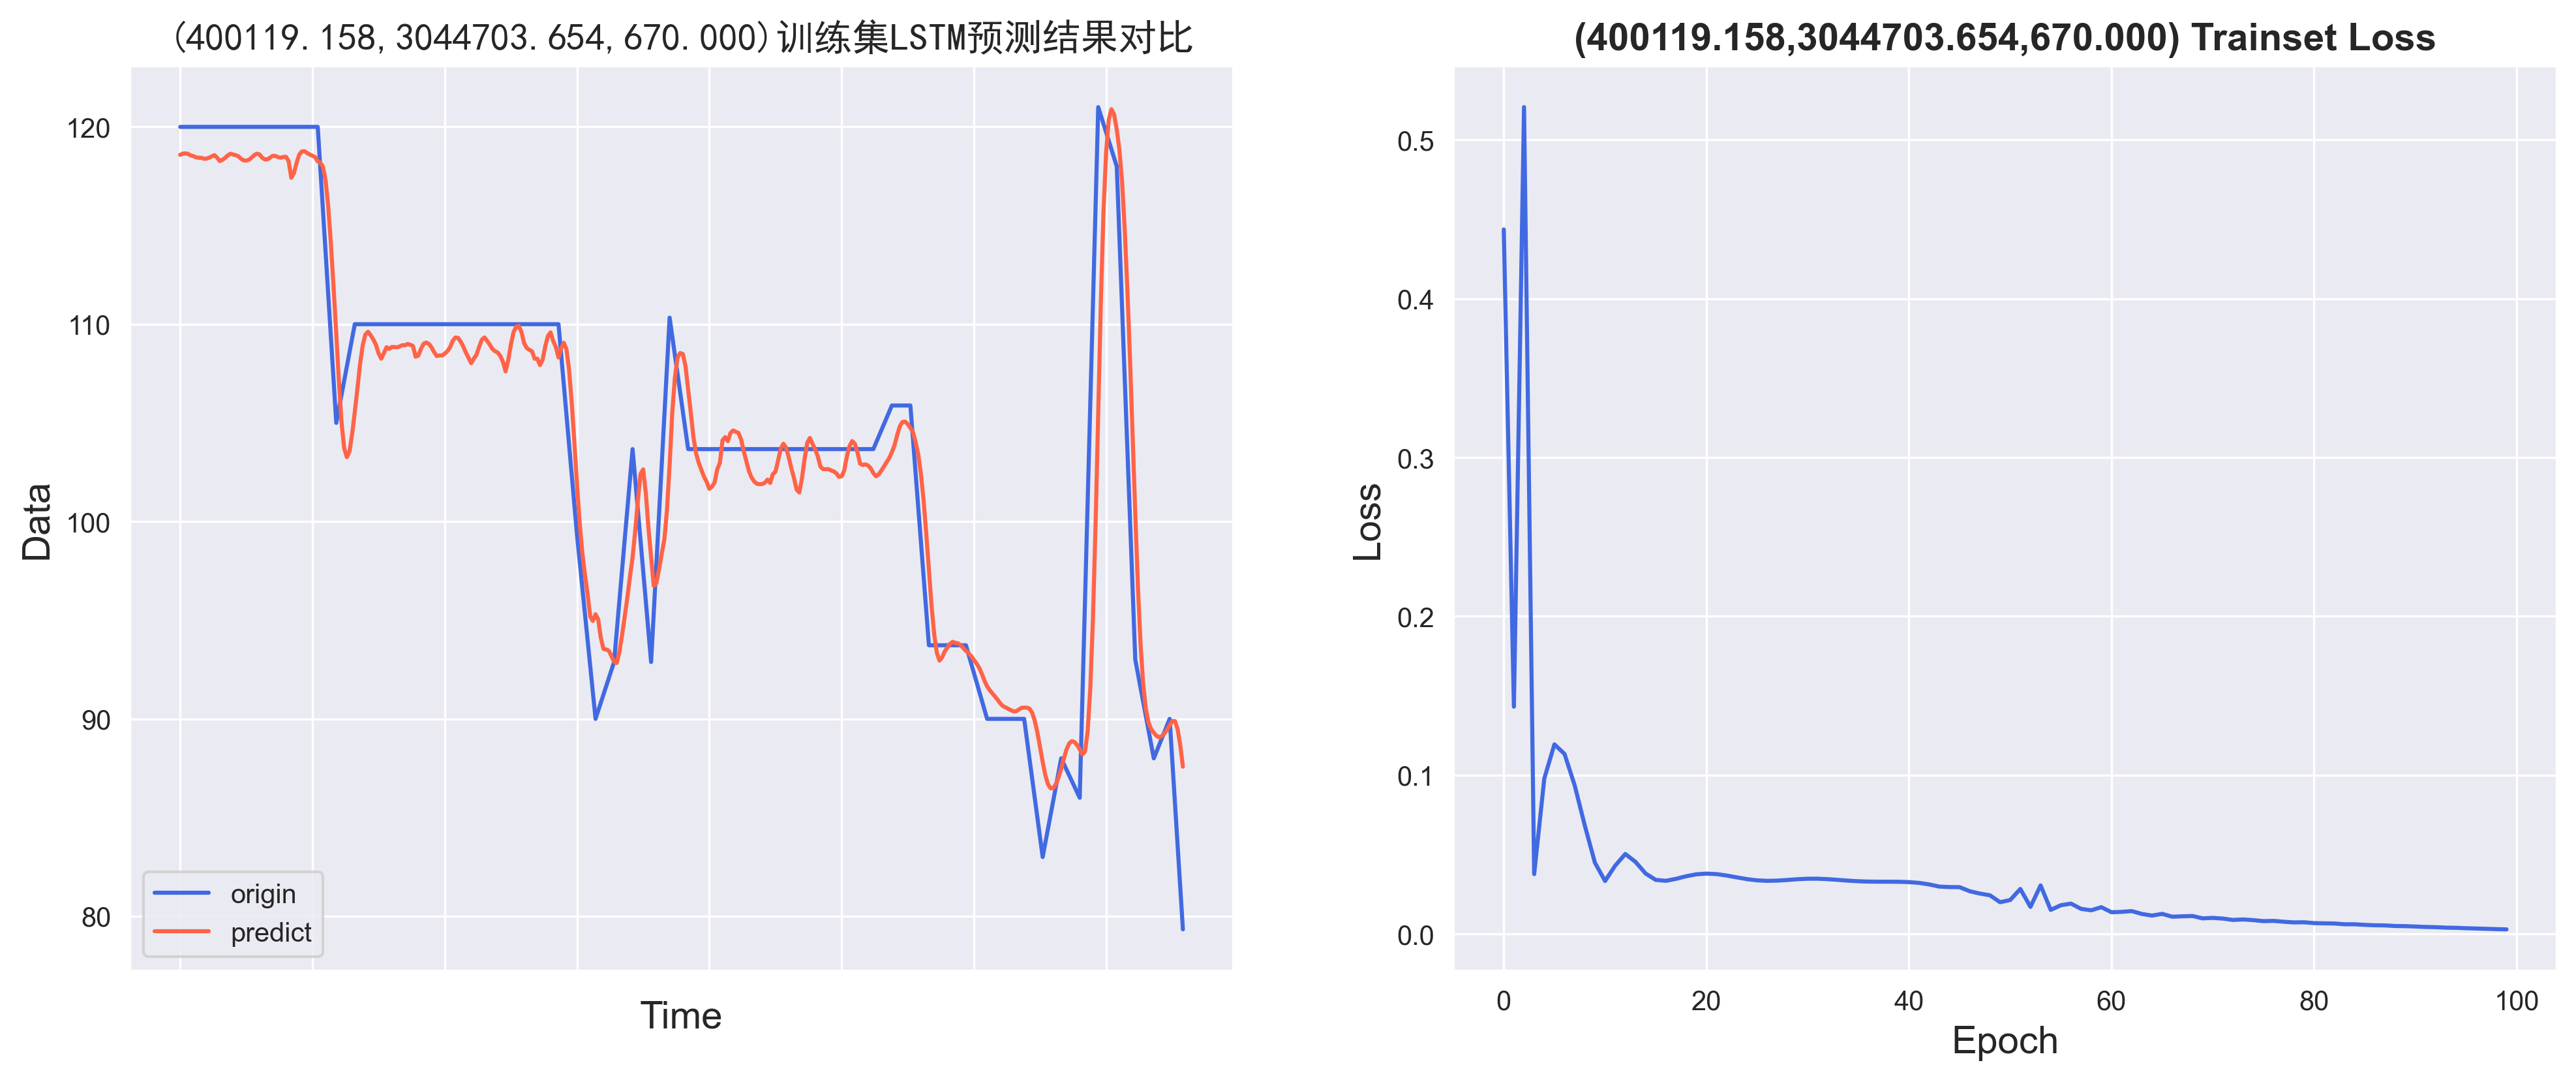 (400119.158,3044703.654,670.000)训练集LSTM预测结果对比
120
110
100
90
80
Data
origin
predict
Time
(400119.158,3044703.654,670.000) Trainset Loss
0.5
0.4
0.3
0.2
0.1
0.0
Loss
0 20 40 60 80 100
Epoch